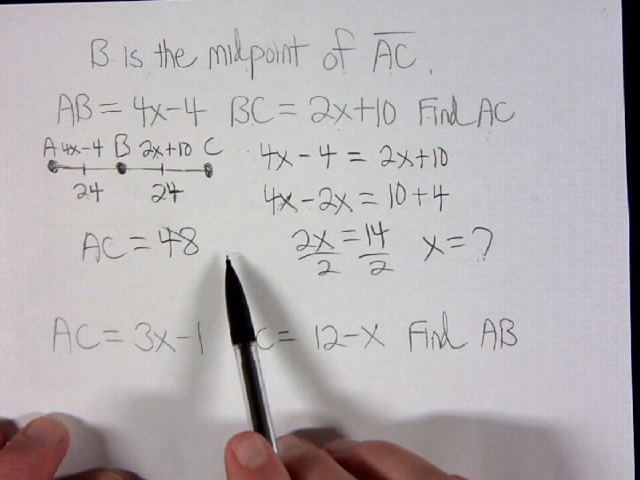 B is the midpoint of AC.
AB = 4x-4 BC = 2x+10 Find AC
A 4x-4 B 2x+10 C
24 24
4x-4 = 2x+10
4x-2x = 10+4
2x = 14 x = ?
2 2
AC = 48
AC = 3x-1 C = 12-x Find AB